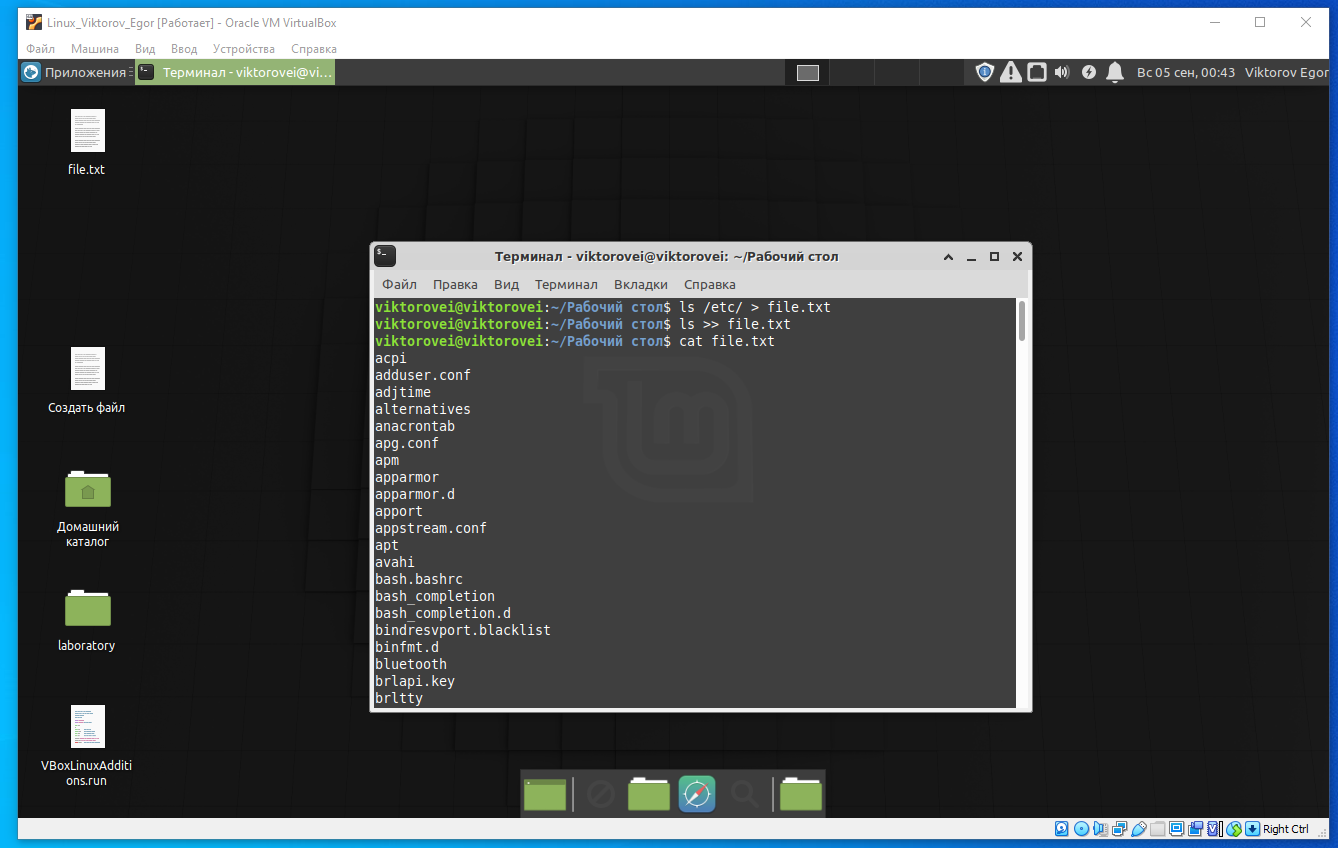 Linux_Viktorov_Egor [Работает] - Oracle VM VirtualBox
Файл Машина Вид Ввод Устройства Справка
Приложения Терминал - viktorovei@vi... Вс 05 сен, 00:43 Viktorov Egor
file.txt
Создать файл
Домашний
каталог
laboratory
VBoxLinuxAdditi
ons.run
Терминал - viktorovei@viktorovei: ~/Рабочий стол
Файл Правка Вид Терминал Вкладки Справка
viktorovei@viktorovei:~/Рабочий стол$ ls /etc/ > file.txt
viktorovei@viktorovei:~/Рабочий стол$ ls >> file.txt
viktorovei@viktorovei:~/Рабочий стол$ cat file.txt
acpi
adduser.conf
adjtime
alternatives
anacrontab
apg.conf
apm
apparmor
apparmor.d
apport
appstream.conf
apt
avahi
bash.bashrc
bash_completion
bash_completion.d
bindresvport.blacklist
binfmt.d
bluetooth
brlapi.key
brltty
Right Ctrl